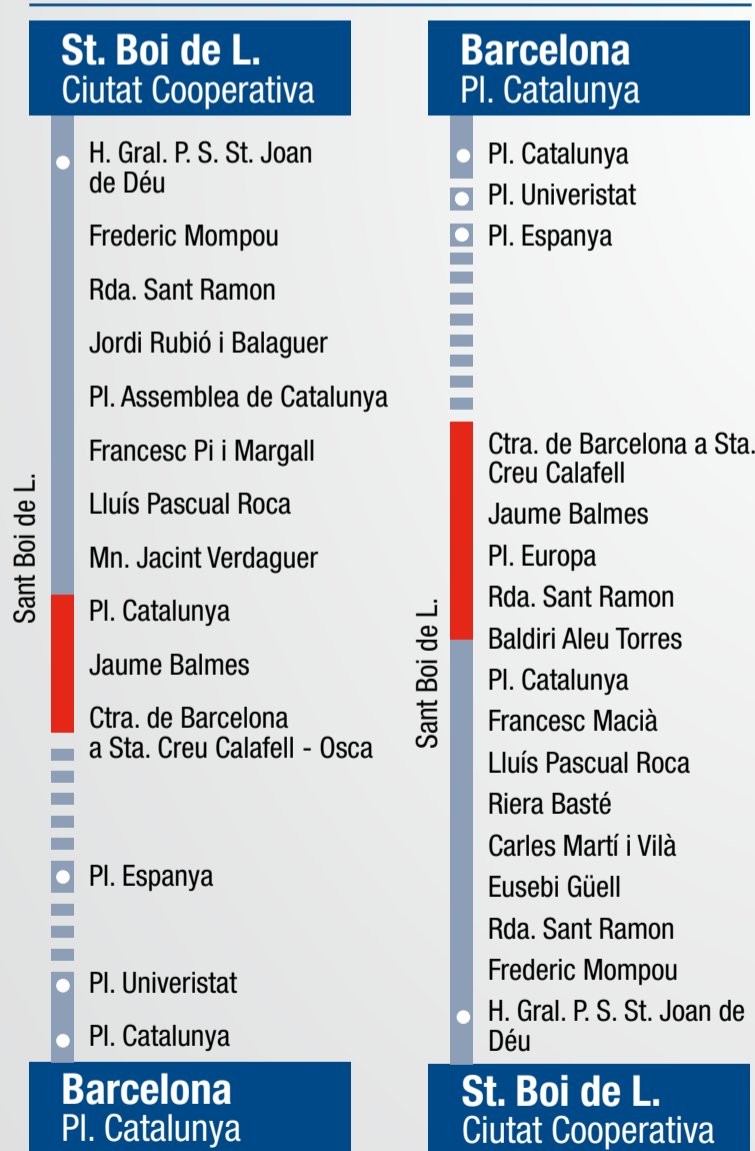 St. Boi de L.
Ciutat Cooperativa
H. Gral. P. S. St. Joan
de Déu
Frederic Mompou
Rda. Sant Ramon
Jordi Rubió i Balaguer
Pl. Assemblea de Catalunya
Francesc Pi i Margall
Lluís Pascual Roca
Mn. Jacint Verdaguer
Pl. Catalunya
Jaume Balmes
Ctra. de Barcelona
a Sta. Creu Calafell - Osca
Pl. Espanya
Pl. Univeristat
Pl. Catalunya
Sant Boi de L.
Barcelona
Pl. Catalunya
Barcelona
Pl. Catalunya
Pl. Catalunya
Pl. Univeristat
Pl. Espanya
Ctra. de Barcelona a Sta.
Creu Calafell
Jaume Balmes
Pl. Europa
Rda. Sant Ramon
Baldiri Aleu Torres
Pl. Catalunya
Francesc Macià
Lluís Pascual Roca
Riera Basté
Carles Martí i Vilà
Eusebi Güell
Rda. Sant Ramon
Frederic Mompou
H. Gral. P. S. St. Joan de
Déu
Sant Boi de L.
St. Boi de L.
Ciutat Cooperativa